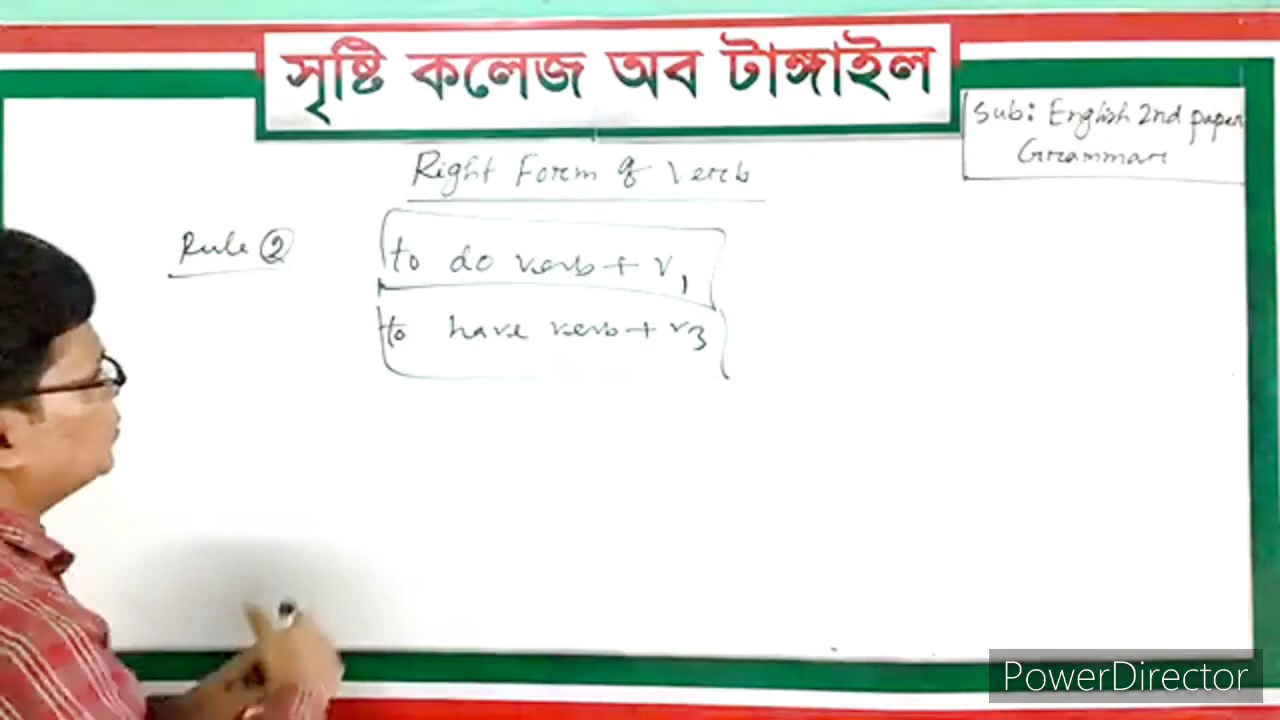 সৃষ্টি কলেজ অব টাঙ্গাইল
Sub: English 2nd paper
Grammar
Right Form of Verb
Rule ②
to do verb + V1
to have verb + V3
PowerDirector